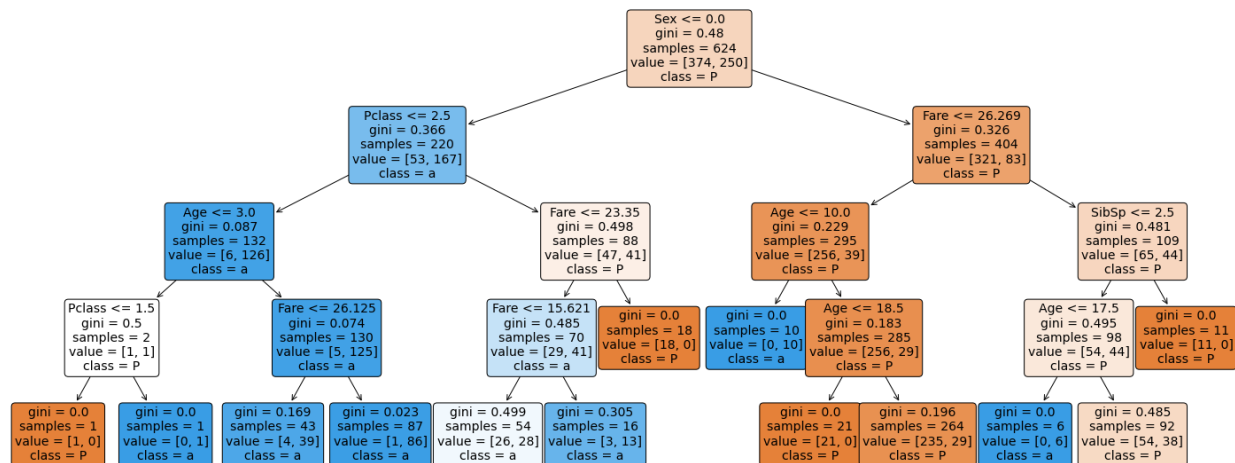 Sex <= 0.0
gini = 0.48
samples = 624
value = [374, 250]
class = P
Pclass <= 2.5
gini = 0.366
samples = 220
value = [53, 167]
class = a
Fare <= 26.269
gini = 0.326
samples = 404
value = [321, 83]
class = P
Age <= 3.0
gini = 0.087
samples = 132
value = [6, 126]
class = a
Fare <= 23.35
gini = 0.498
samples = 88
value = [47, 41]
class = P
Age <= 10.0
gini = 0.229
samples = 295
value = [256, 39]
class = P
SibSp <= 2.5
gini = 0.481
samples = 109
value = [65, 44]
class = P
Pclass <= 1.5
gini = 0.5
samples = 2
value = [1, 1]
class = P
Fare <= 26.125
gini = 0.074
samples = 130
value = [5, 125]
class = a
Fare <= 15.621
gini = 0.485
samples = 70
value = [29, 41]
class = a
gini = 0.0
samples = 18
value = [18, 0]
class = P
gini = 0.0
samples = 10
value = [0, 10]
class = a
Age <= 18.5
gini = 0.183
samples = 285
value = [256, 29]
class = P
Age <= 17.5
gini = 0.495
samples = 98
value = [54, 44]
class = P
gini = 0.0
samples = 11
value = [11, 0]
class = P
gini = 0.0
samples = 1
value = [1, 0]
class = P
gini = 0.0
samples = 1
value = [0, 1]
class = a
gini = 0.169
samples = 43
value = [4, 39]
class = a
gini = 0.023
samples = 87
value = [1, 86]
class = a
gini = 0.499
samples = 54
value = [26, 28]
class = a
gini = 0.305
samples = 16
value = [3, 13]
class = a
gini = 0.0
samples = 21
value = [21, 0]
class = P
gini = 0.196
samples = 264
value = [235, 29]
class = P
gini = 0.0
samples = 6
value = [0, 6]
class = a
gini = 0.485
samples = 92
value = [54, 38]
class = P